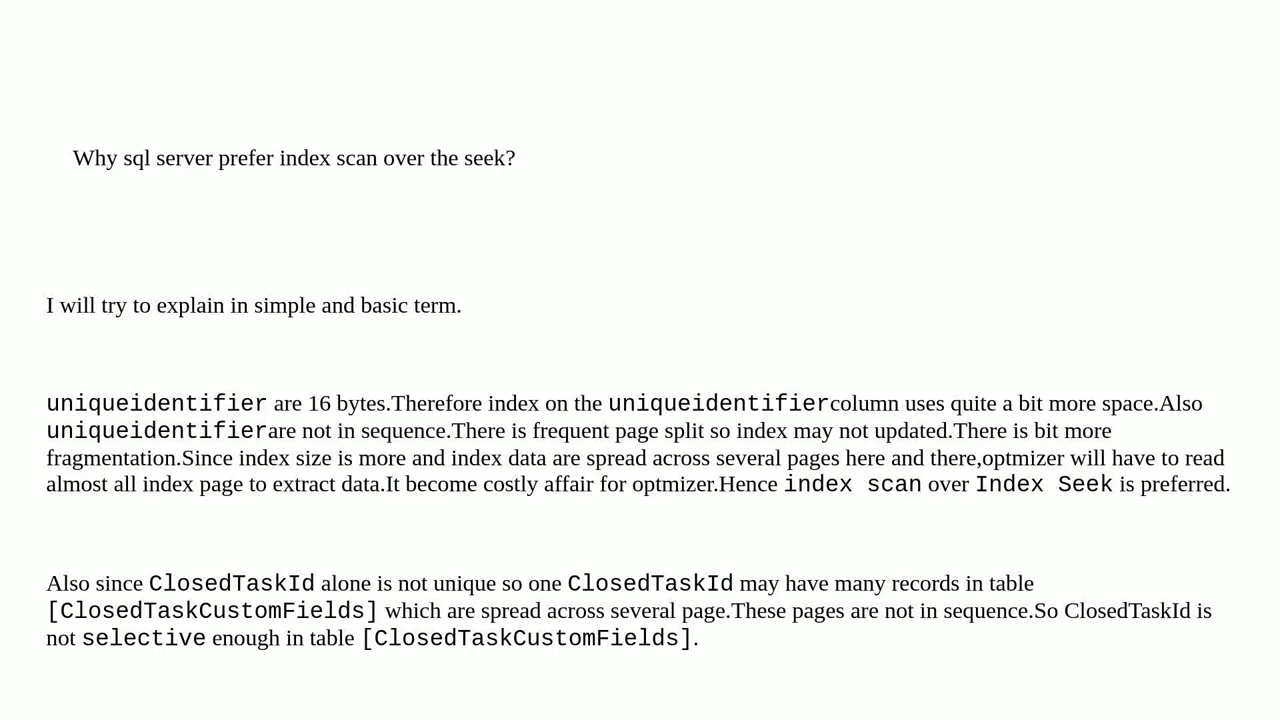 Why sql server prefer index scan over the seek?
I will try to explain in simple and basic term.
uniqueidentifier are 16 bytes.Therefore index on the uniqueidentifiercolumn uses quite a bit more space.Also
uniqueidentifierare not in sequence.There is frequent page split so index may not updated.There is bit more
fragmentation.Since index size is more and index data are spread across several pages here and there,optmizer will have to read
almost all index page to extract data.It become costly affair for optmizer.Hence index scan over Index Seek is preferred.
Also since ClosedTaskId alone is not unique so one ClosedTaskId may have many records in table
[ClosedTaskCustomFields] which are spread across several page.These pages are not in sequence.So ClosedTaskId is
not selective enough in table [ClosedTaskCustomFields].